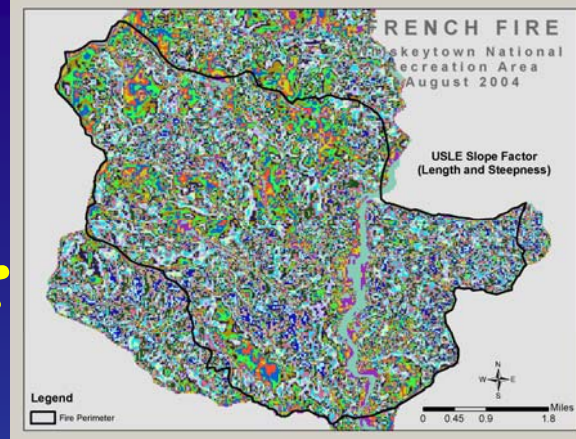 RENCH FIRE
iskeytown National
ecreation Area
August 2004
USLE Slope Factor
(Length and Steepness)
N
W E
S
Legend
Fire Perimeter
Miles
0 0.45 0.9 1.8